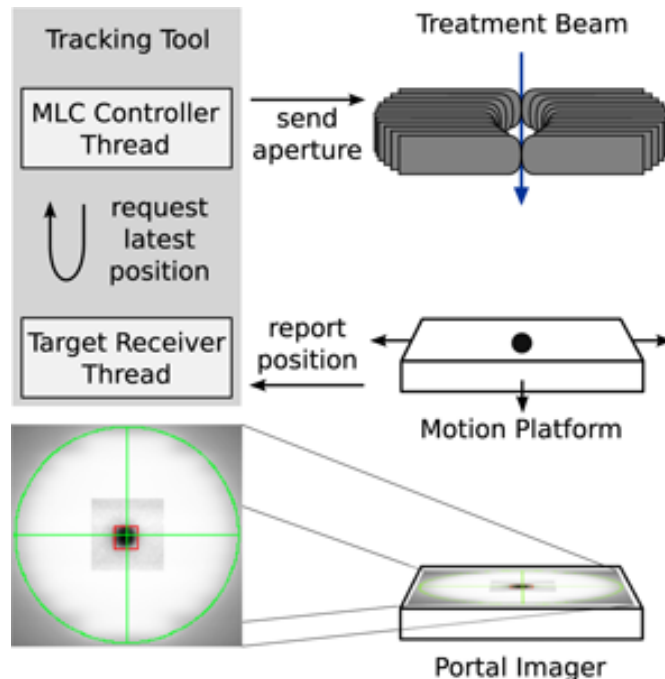 Tracking Tool
MLC Controller
Thread
send
aperture
Treatment Beam
request
latest
position
Target Receiver
Thread
report
position
Motion Platform
Portal Imager